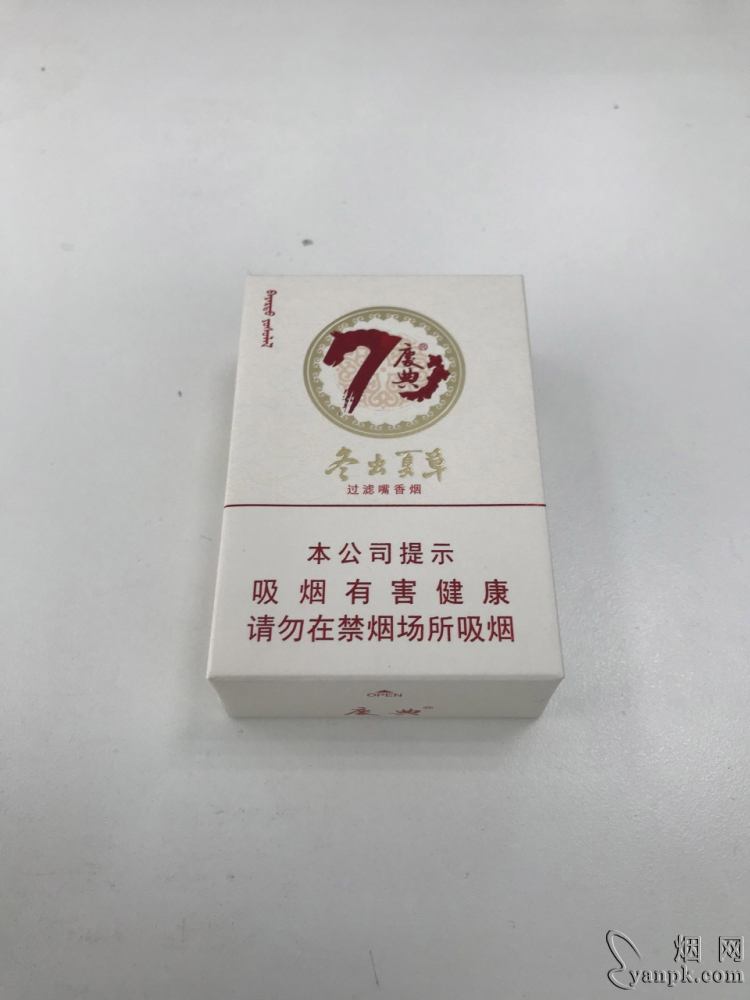 70
庆典®
冬虫夏草
过滤嘴香烟
本公司提示
吸烟有害健康
请勿在禁烟场所吸烟
OPEN
庆典®
烟网
yanpk.com